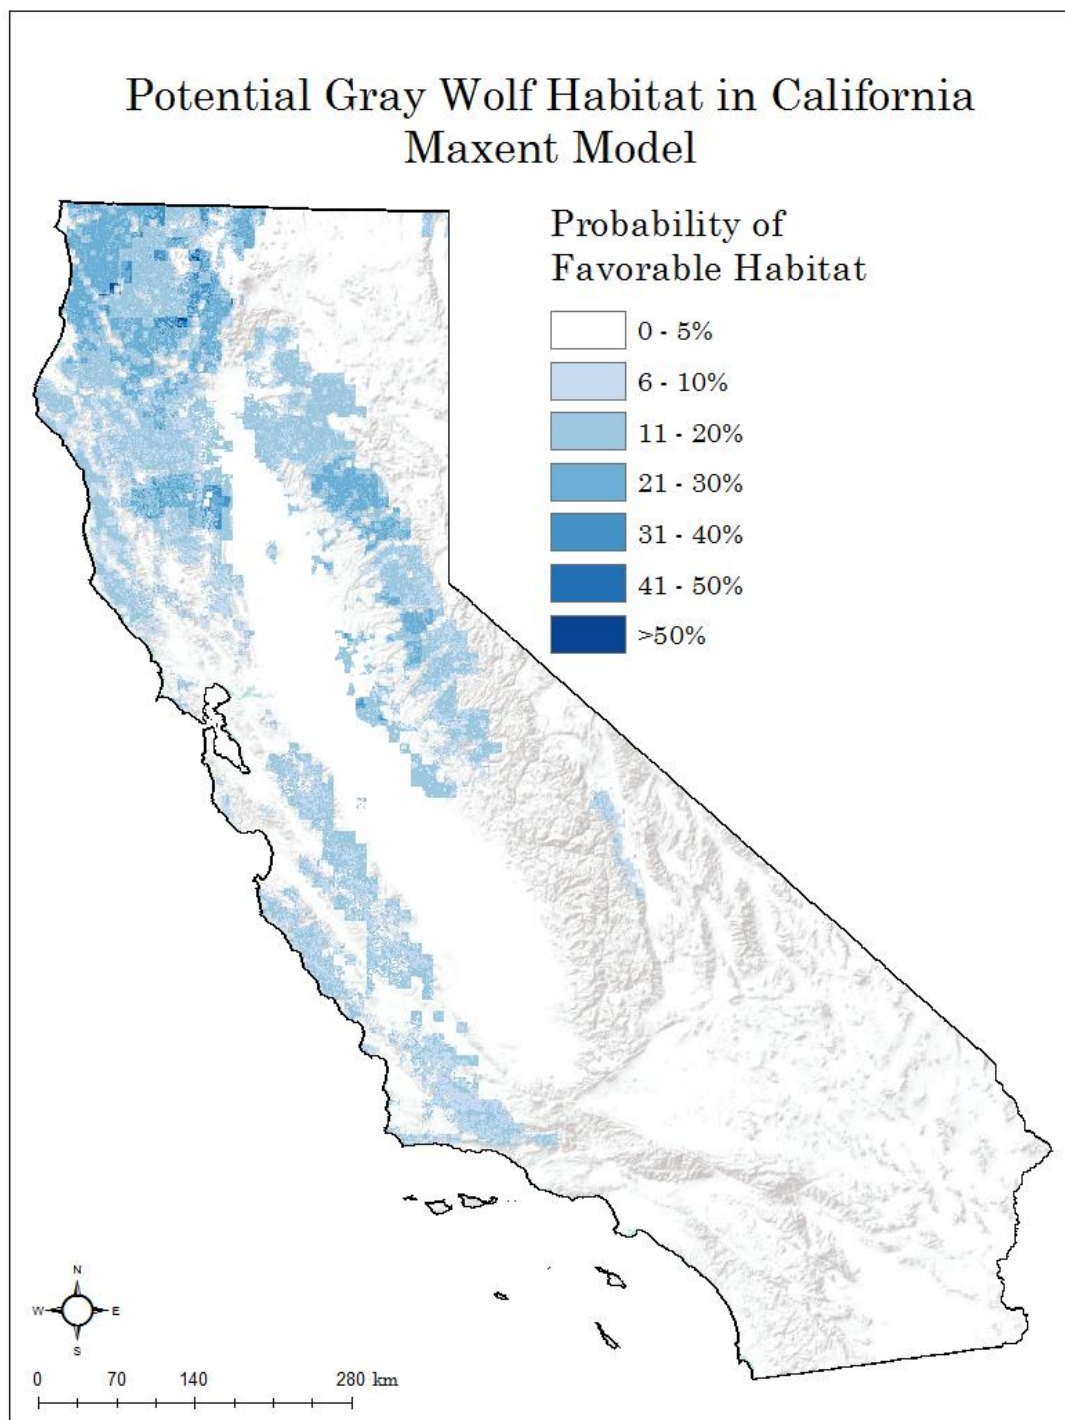 Potential Gray Wolf Habitat in California
Maxent Model
Probability of
Favorable Habitat
0 - 5%
6 - 10%
11 - 20%
21 - 30%
31 - 40%
41 - 50%
>50%
N
W E
S
0 70 140 280 km